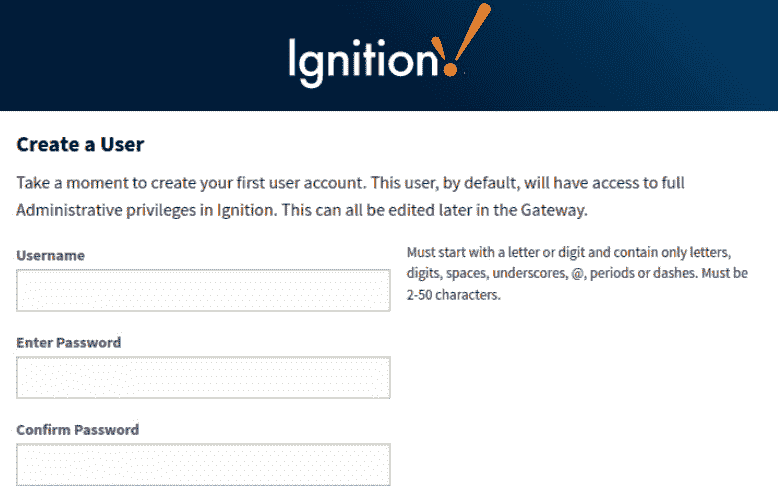 Ignition!
Create a User
Take a moment to create your first user account. This user, by default, will have access to full
Administrative privileges in Ignition. This can all be edited later in the Gateway.
Username
Must start with a letter or digit and contain only letters,
digits, spaces, underscores, @, periods or dashes. Must be
2-50 characters.
Enter Password
Confirm Password